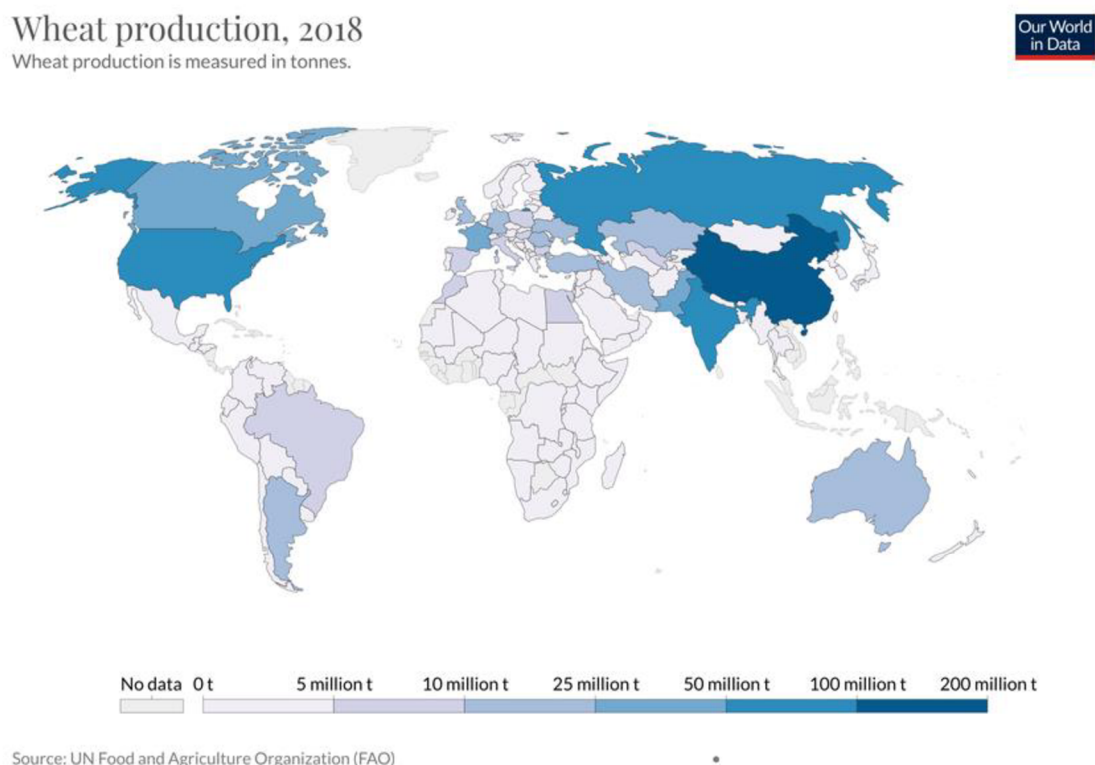 Wheat production, 2018
Wheat production is measured in tonnes.
Our World
in Data
No data 0 t 5 million t 10 million t 25 million t 50 million t 100 million t 200 million t
Source: UN Food and Agriculture Organization (FAO)